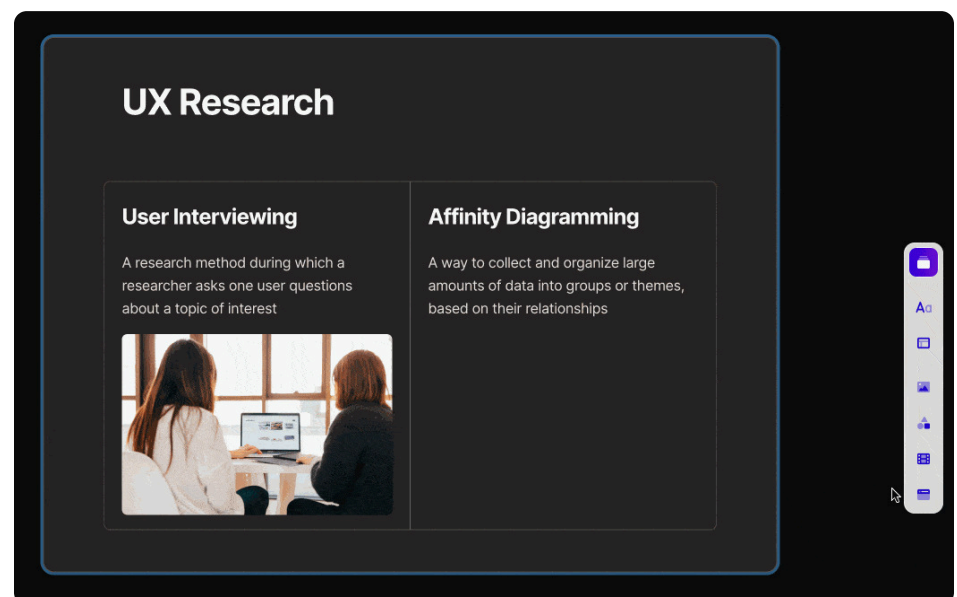 UX Research
User Interviewing
A research method during which a
researcher asks one user questions
about a topic of interest
Affinity Diagramming
A way to collect and organize large
amounts of data into groups or themes,
based on their relationships
Aa